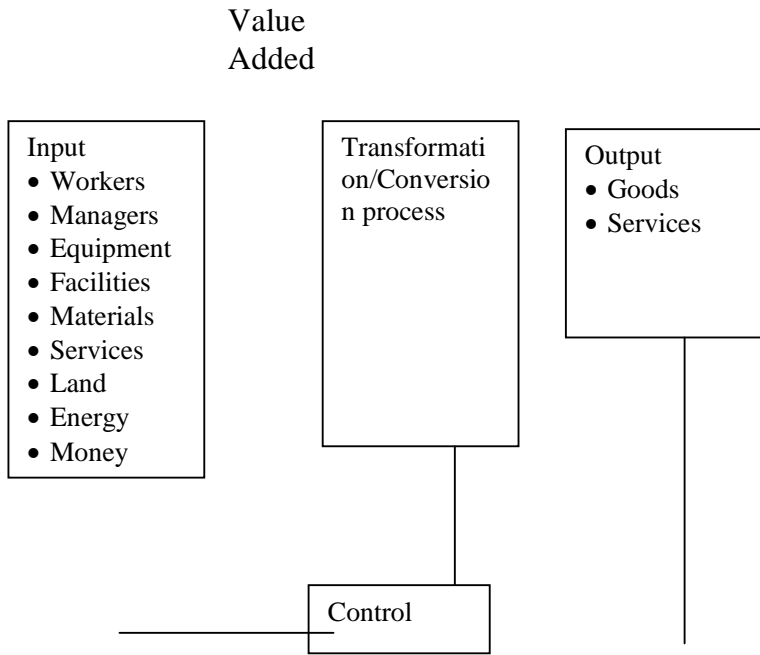 Value
Added
Input
• Workers
• Managers
• Equipment
• Facilities
• Materials
• Services
• Land
• Energy
• Money
Transformati
on/Conversio
n process
Output
• Goods
• Services
Control